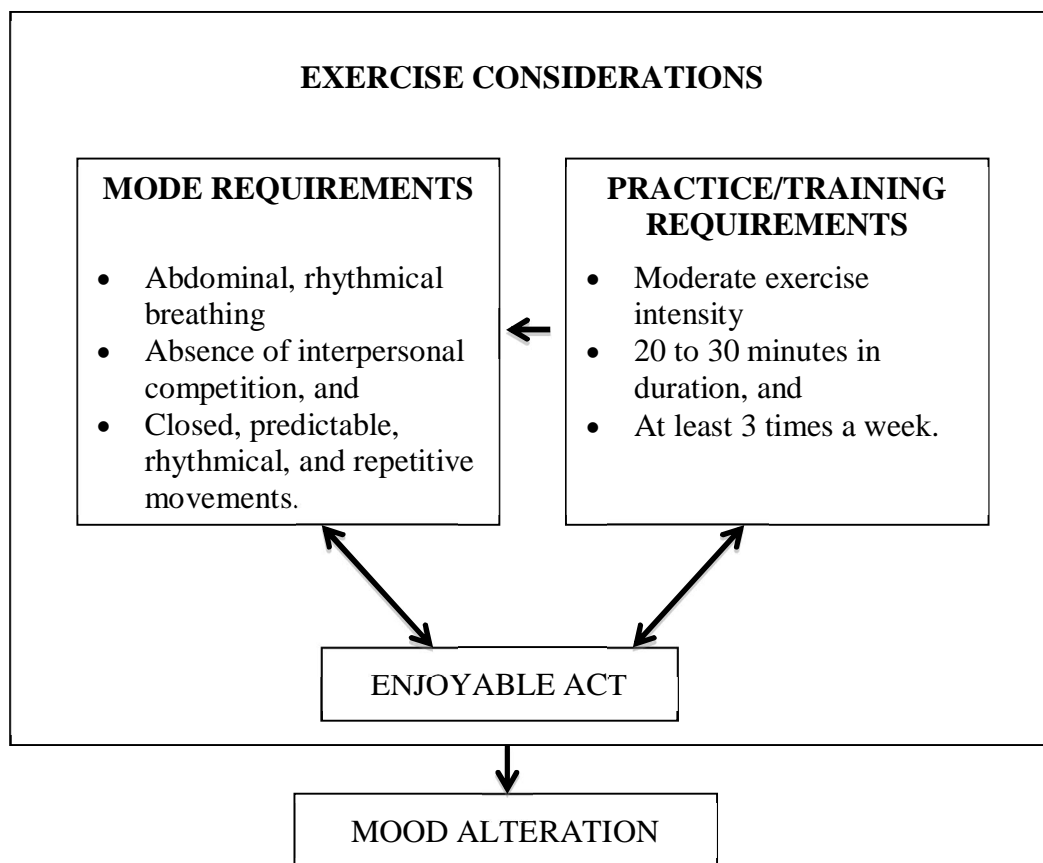 EXERCISE CONSIDERATIONS
MODE REQUIREMENTS
• Abdominal, rhythmical
breathing
• Absence of interpersonal
competition, and
• Closed, predictable,
rhythmical, and repetitive
movements.
PRACTICE/TRAINING
REQUIREMENTS
• Moderate exercise
intensity
• 20 to 30 minutes in
duration, and
• At least 3 times a week.
ENJOYABLE ACT
MOOD ALTERATION